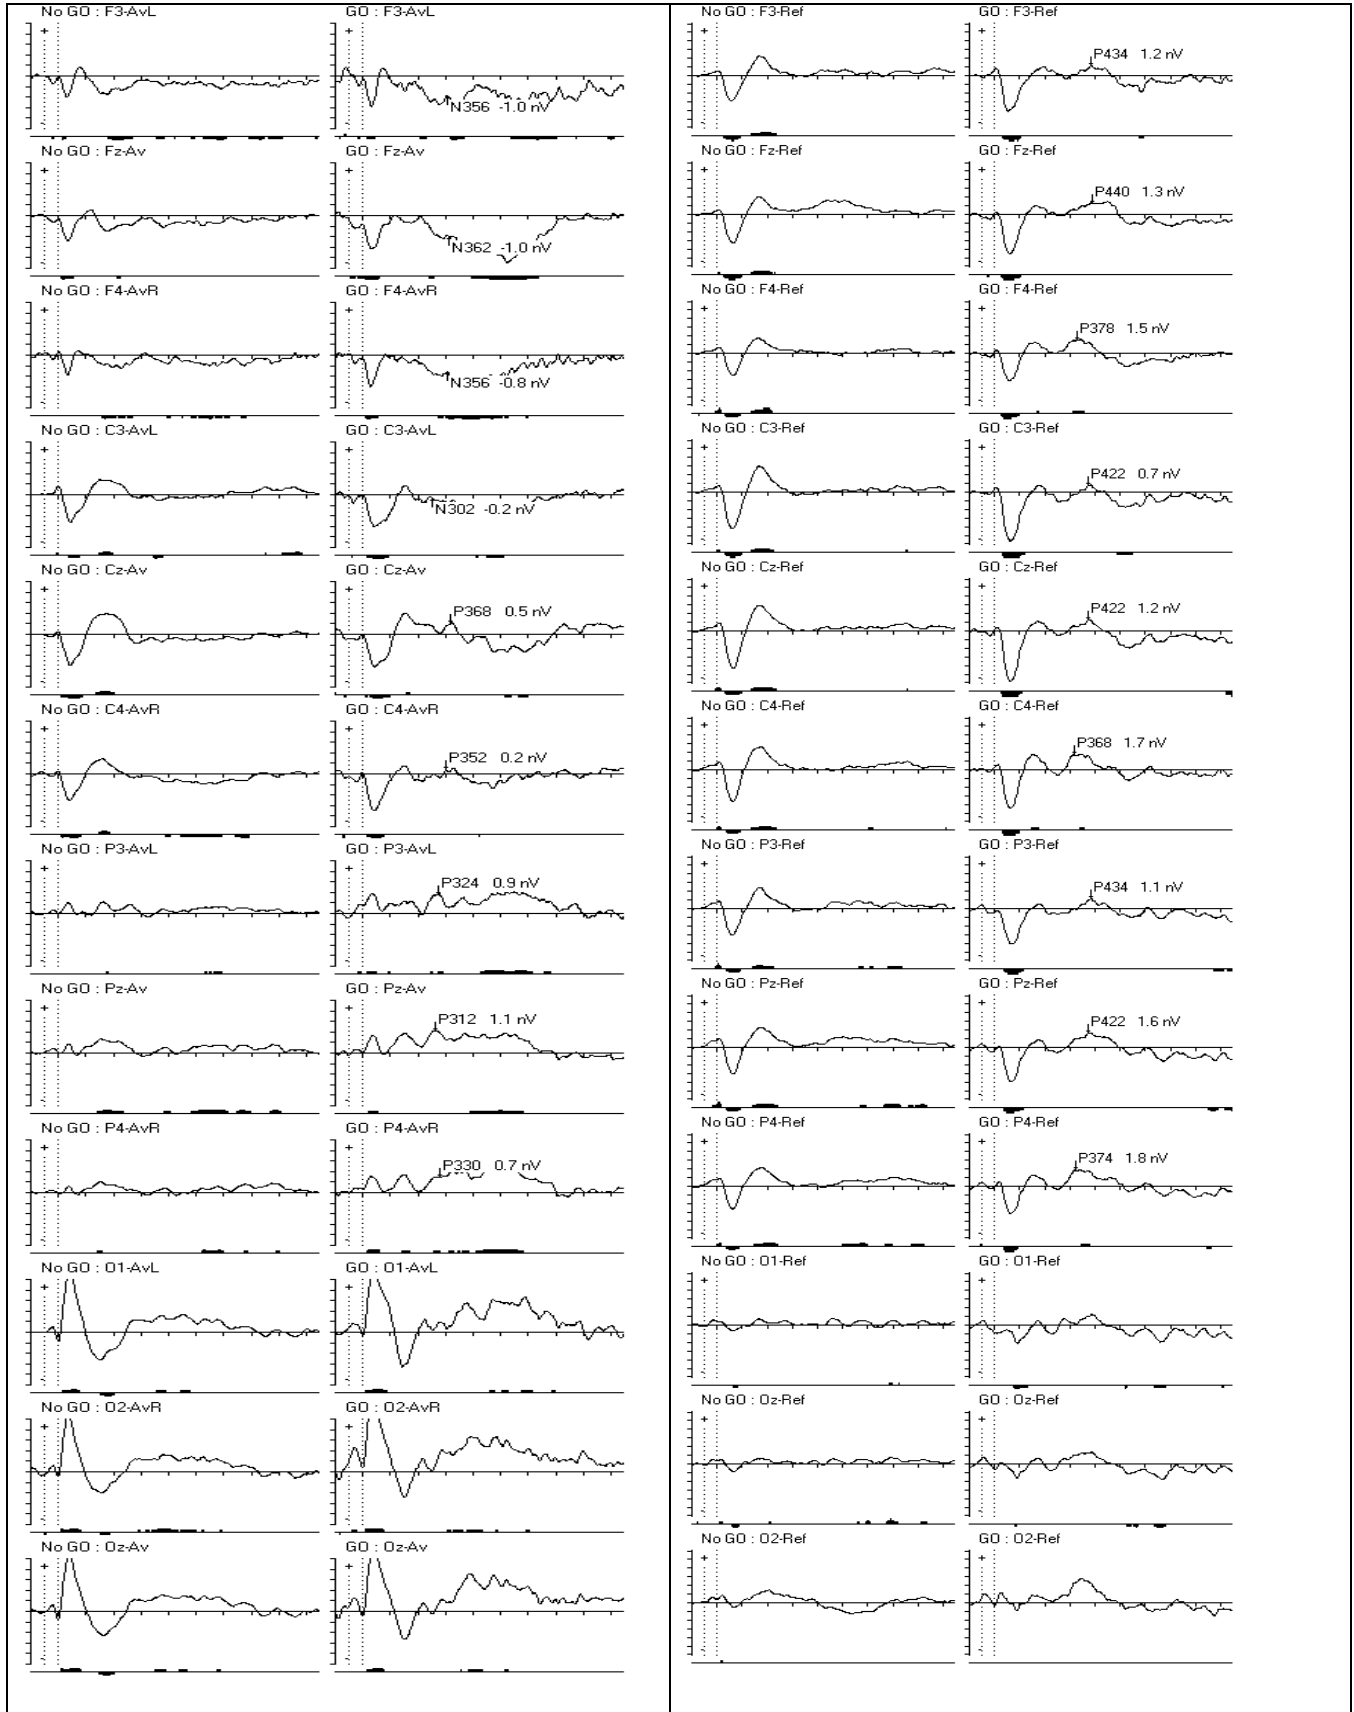 No GO : F3-AvL
GO : F3-AvL
N356 -1.0 nV
No GO : Fz-Av
GO : Fz-Av
N362 -1.0 nV
No GO : F4-AvR
GO : F4-AvR
N356 -0.8 nV
No GO : C3-AvL
GO : C3-AvL
N302 -0.2 nV
No GO : Cz-Av
GO : Cz-Av
P368 0.5 nV
No GO : C4-AvR
GO : C4-AvR
P352 0.2 nV
No GO : P3-AvL
GO : P3-AvL
P324 0.9 nV
No GO : Pz-Av
GO : Pz-Av
P312 1.1 nV
No GO : P4-AvR
GO : P4-AvR
P330 0.7 nV
No GO : O1-AvL
GO : O1-AvL
No GO : O2-AvR
GO : O2-AvR
No GO : Oz-Av
GO : Oz-Av
No GO : F3-Ref
GO : F3-Ref
P434 1.2 nV
No GO : Fz-Ref
GO : Fz-Ref
P440 1.3 nV
No GO : F4-Ref
GO : F4-Ref
P378 1.5 nV
No GO : C3-Ref
GO : C3-Ref
P422 0.7 nV
No GO : Cz-Ref
GO : Cz-Ref
P422 1.2 nV
No GO : C4-Ref
GO : C4-Ref
P368 1.7 nV
No GO : P3-Ref
GO : P3-Ref
P434 1.1 nV
No GO : Pz-Ref
GO : Pz-Ref
P422 1.6 nV
No GO : P4-Ref
GO : P4-Ref
P374 1.8 nV
No GO : O1-Ref
GO : O1-Ref
No GO : Oz-Ref
GO : Oz-Ref
No GO : O2-Ref
GO : O2-Ref